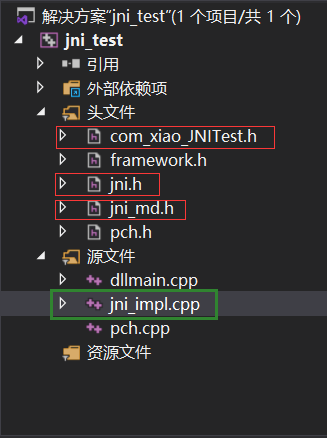 解决方案"jni_test"(1 个项目/共 1 个)
jni_test
引用
外部依赖项
头文件
com_xiao_JNITest.h
framework.h
jni.h
jni_md.h
pch.h
源文件
dllmain.cpp
jni_impl.cpp
pch.cpp
资源文件